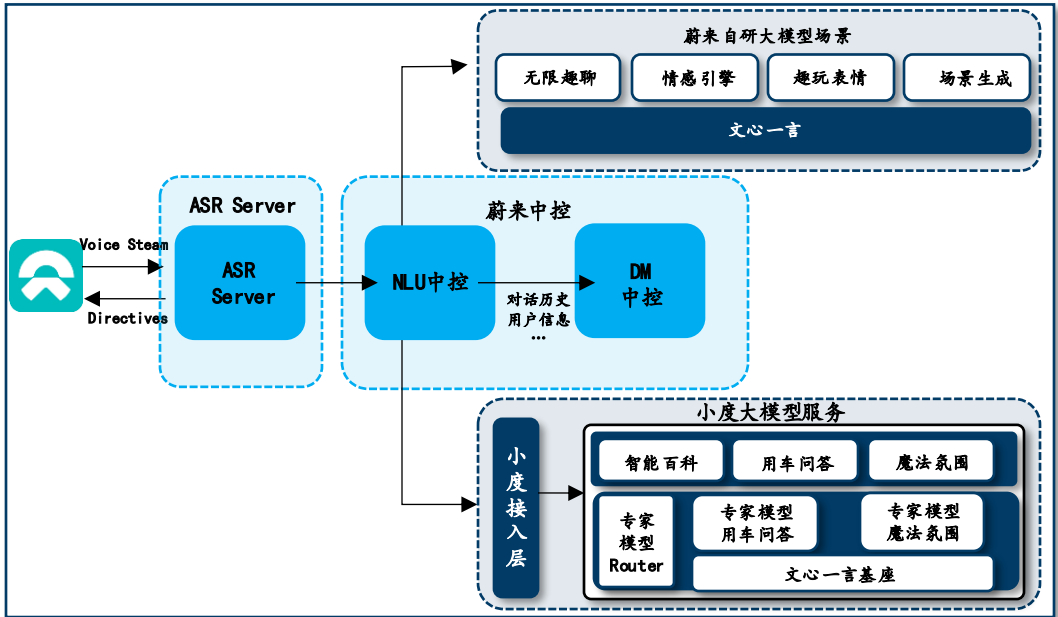 蔚来自研大模型场景
无限趣聊
情感引擎
趣玩表情
场景生成
文心一言
ASR Server
蔚来中控
Voice Steam
Directives
ASR
Server
NLU中控
对话历史
用户信息
...
DM
中控
小度大模型服务
小
度
接
入
层
智能百科
用车问答
魔法氛围
专家
模型
Router
专家模型
用车问答
专家模型
魔法氛围
文心一言基座